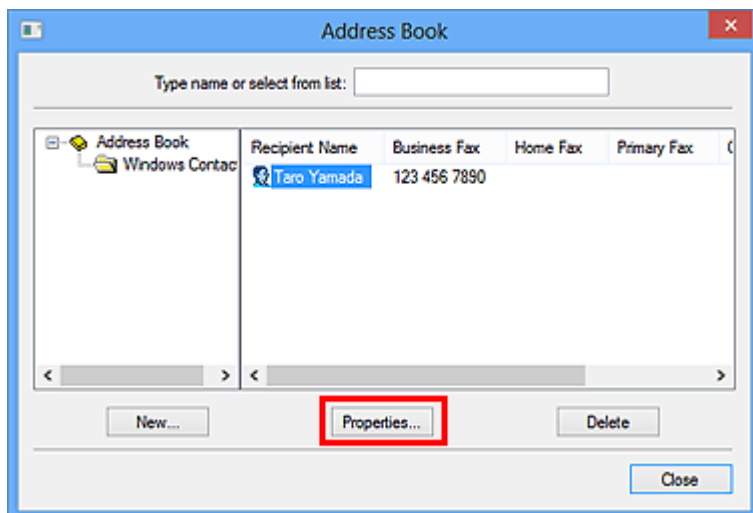 Address Book
Type name or select from list:
Address Book
Windows Contac
Recipient Name Business Fax Home Fax Primary Fax
Taro Yamada 123 456 7890
New... Properties... Delete
Close